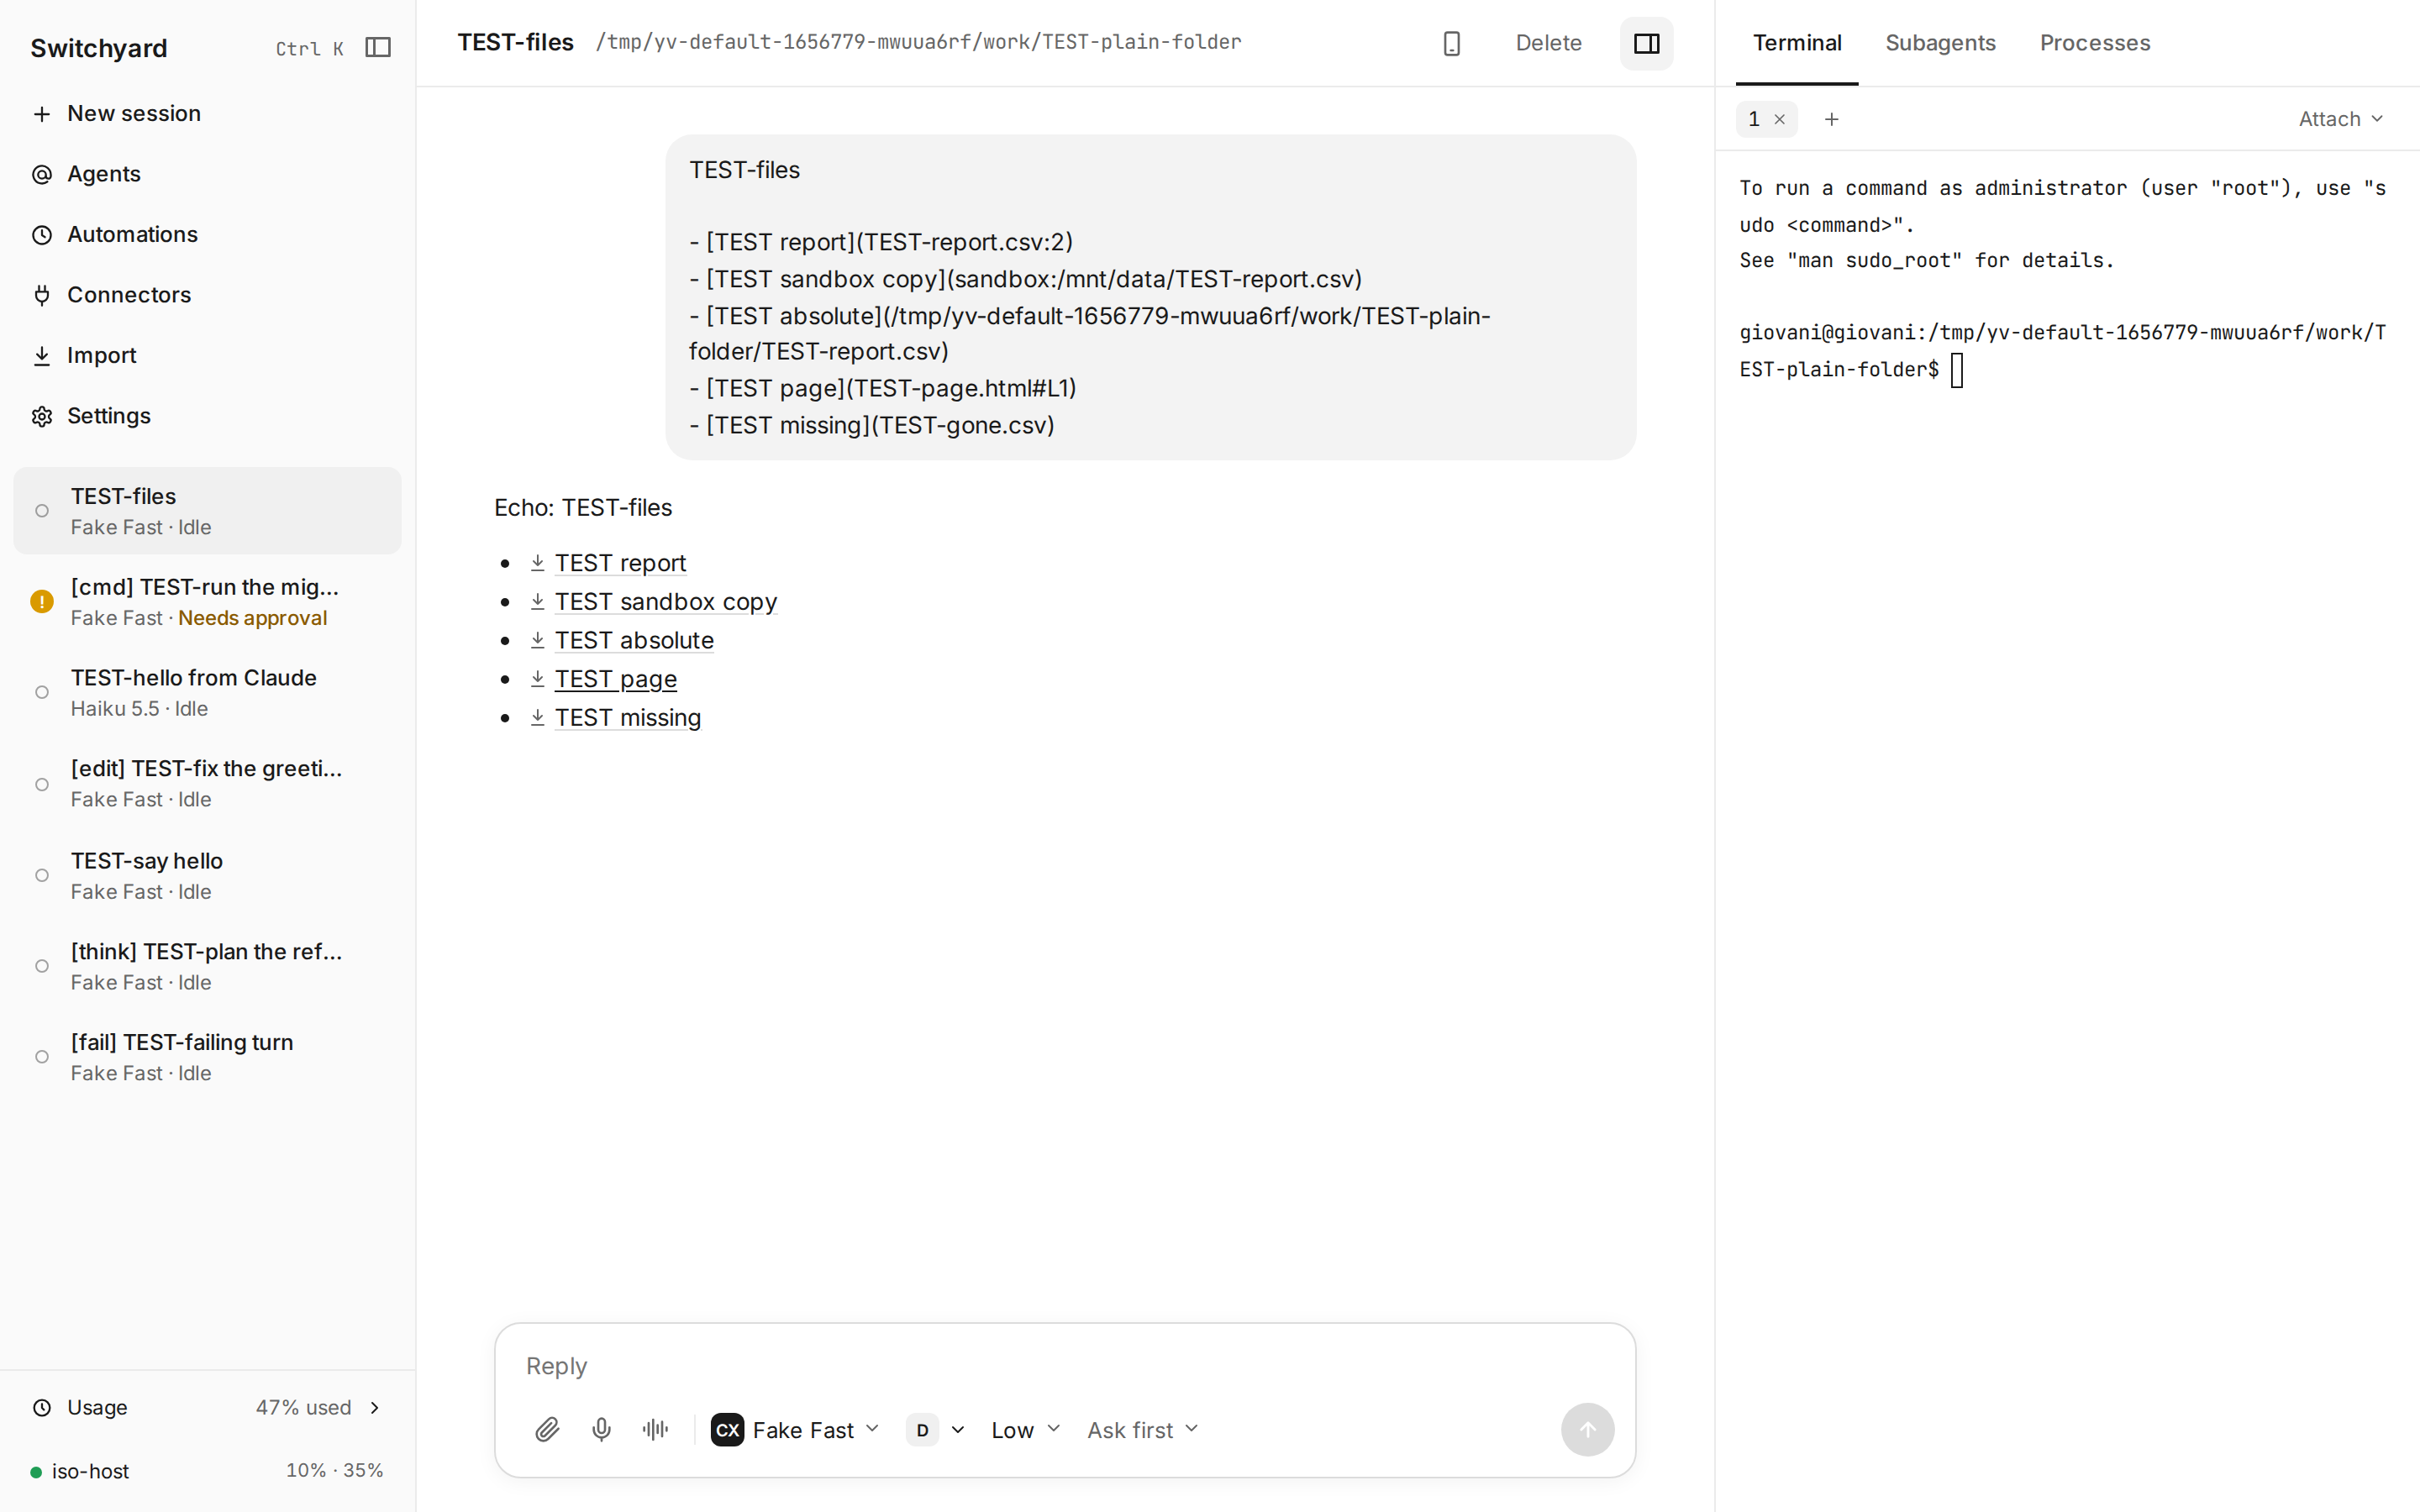 Switchyard
Ctrl K
New session
Agents
Automations
Connectors
Import
Settings
TEST-files
Fake Fast · Idle
[cmd] TEST-run the mig...
Fake Fast · Needs approval
TEST-hello from Claude
Haiku 5.5 · Idle
[edit] TEST-fix the greeti...
Fake Fast · Idle
TEST-say hello
Fake Fast · Idle
[think] TEST-plan the ref...
Fake Fast · Idle
[fail] TEST-failing turn
Fake Fast · Idle
Usage 47% used
iso-host 10% · 35%
TEST-files /tmp/yv-default-1656779-mwuua6rf/work/TEST-plain-folder
Delete
TEST-files
- [TEST report](TEST-report.csv:2)
- [TEST sandbox copy](sandbox:/mnt/data/TEST-report.csv)
- [TEST absolute](/tmp/yv-default-1656779-mwuua6rf/work/TEST-plain-
folder/TEST-report.csv)
- [TEST page](TEST-page.html#L1)
- [TEST missing](TEST-gone.csv)
Echo: TEST-files
TEST report
TEST sandbox copy
TEST absolute
TEST page
TEST missing
Reply
CX Fake Fast D Low Ask first
Terminal Subagents Processes
1 Attach
To run a command as administrator (user "root"), use "s
udo <command>".
See "man sudo_root" for details.
giovani@giovani:/tmp/yv-default-1656779-mwuua6rf/work/T
EST-plain-folder$